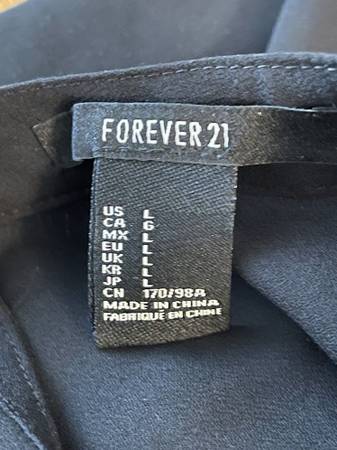 FOREVER 21
US L
CA G
MX L
EU L
UK L
KR L
JP L
CN 170/98A
MADE IN CHINA
FABRIQUÉ EN CHINE